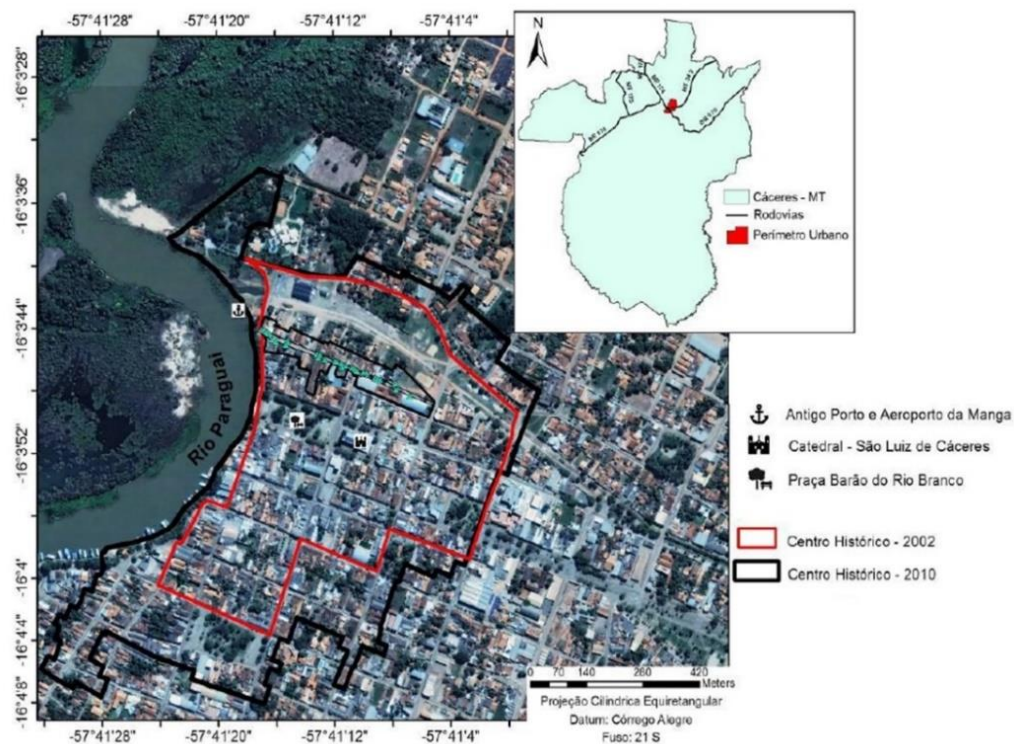 -57°41'28"
-57°41'20"
-57°41'12"
-57°41'4"
-16°3'28"
-16°3'36"
-16°3'44"
-16°3'52"
-16°4'
-16°4'4"
-16°4'8"
Rio Paraguai
N
Cáceres - MT
Rodovias
Perímetro Urbano
Antigo Porto e Aeroporto da Manga
Catedral - São Luiz de Cáceres
Praça Barão do Rio Branco
Centro Histórico - 2002
Centro Histórico - 2010
0 70 140 280 420
Meters
Projeção Cilíndrica Equiretangular
Datum: Córrego Alegre
Fuso: 21 S
-57°41'28"
-57°41'20"
-57°41'12"
-57°41'4"